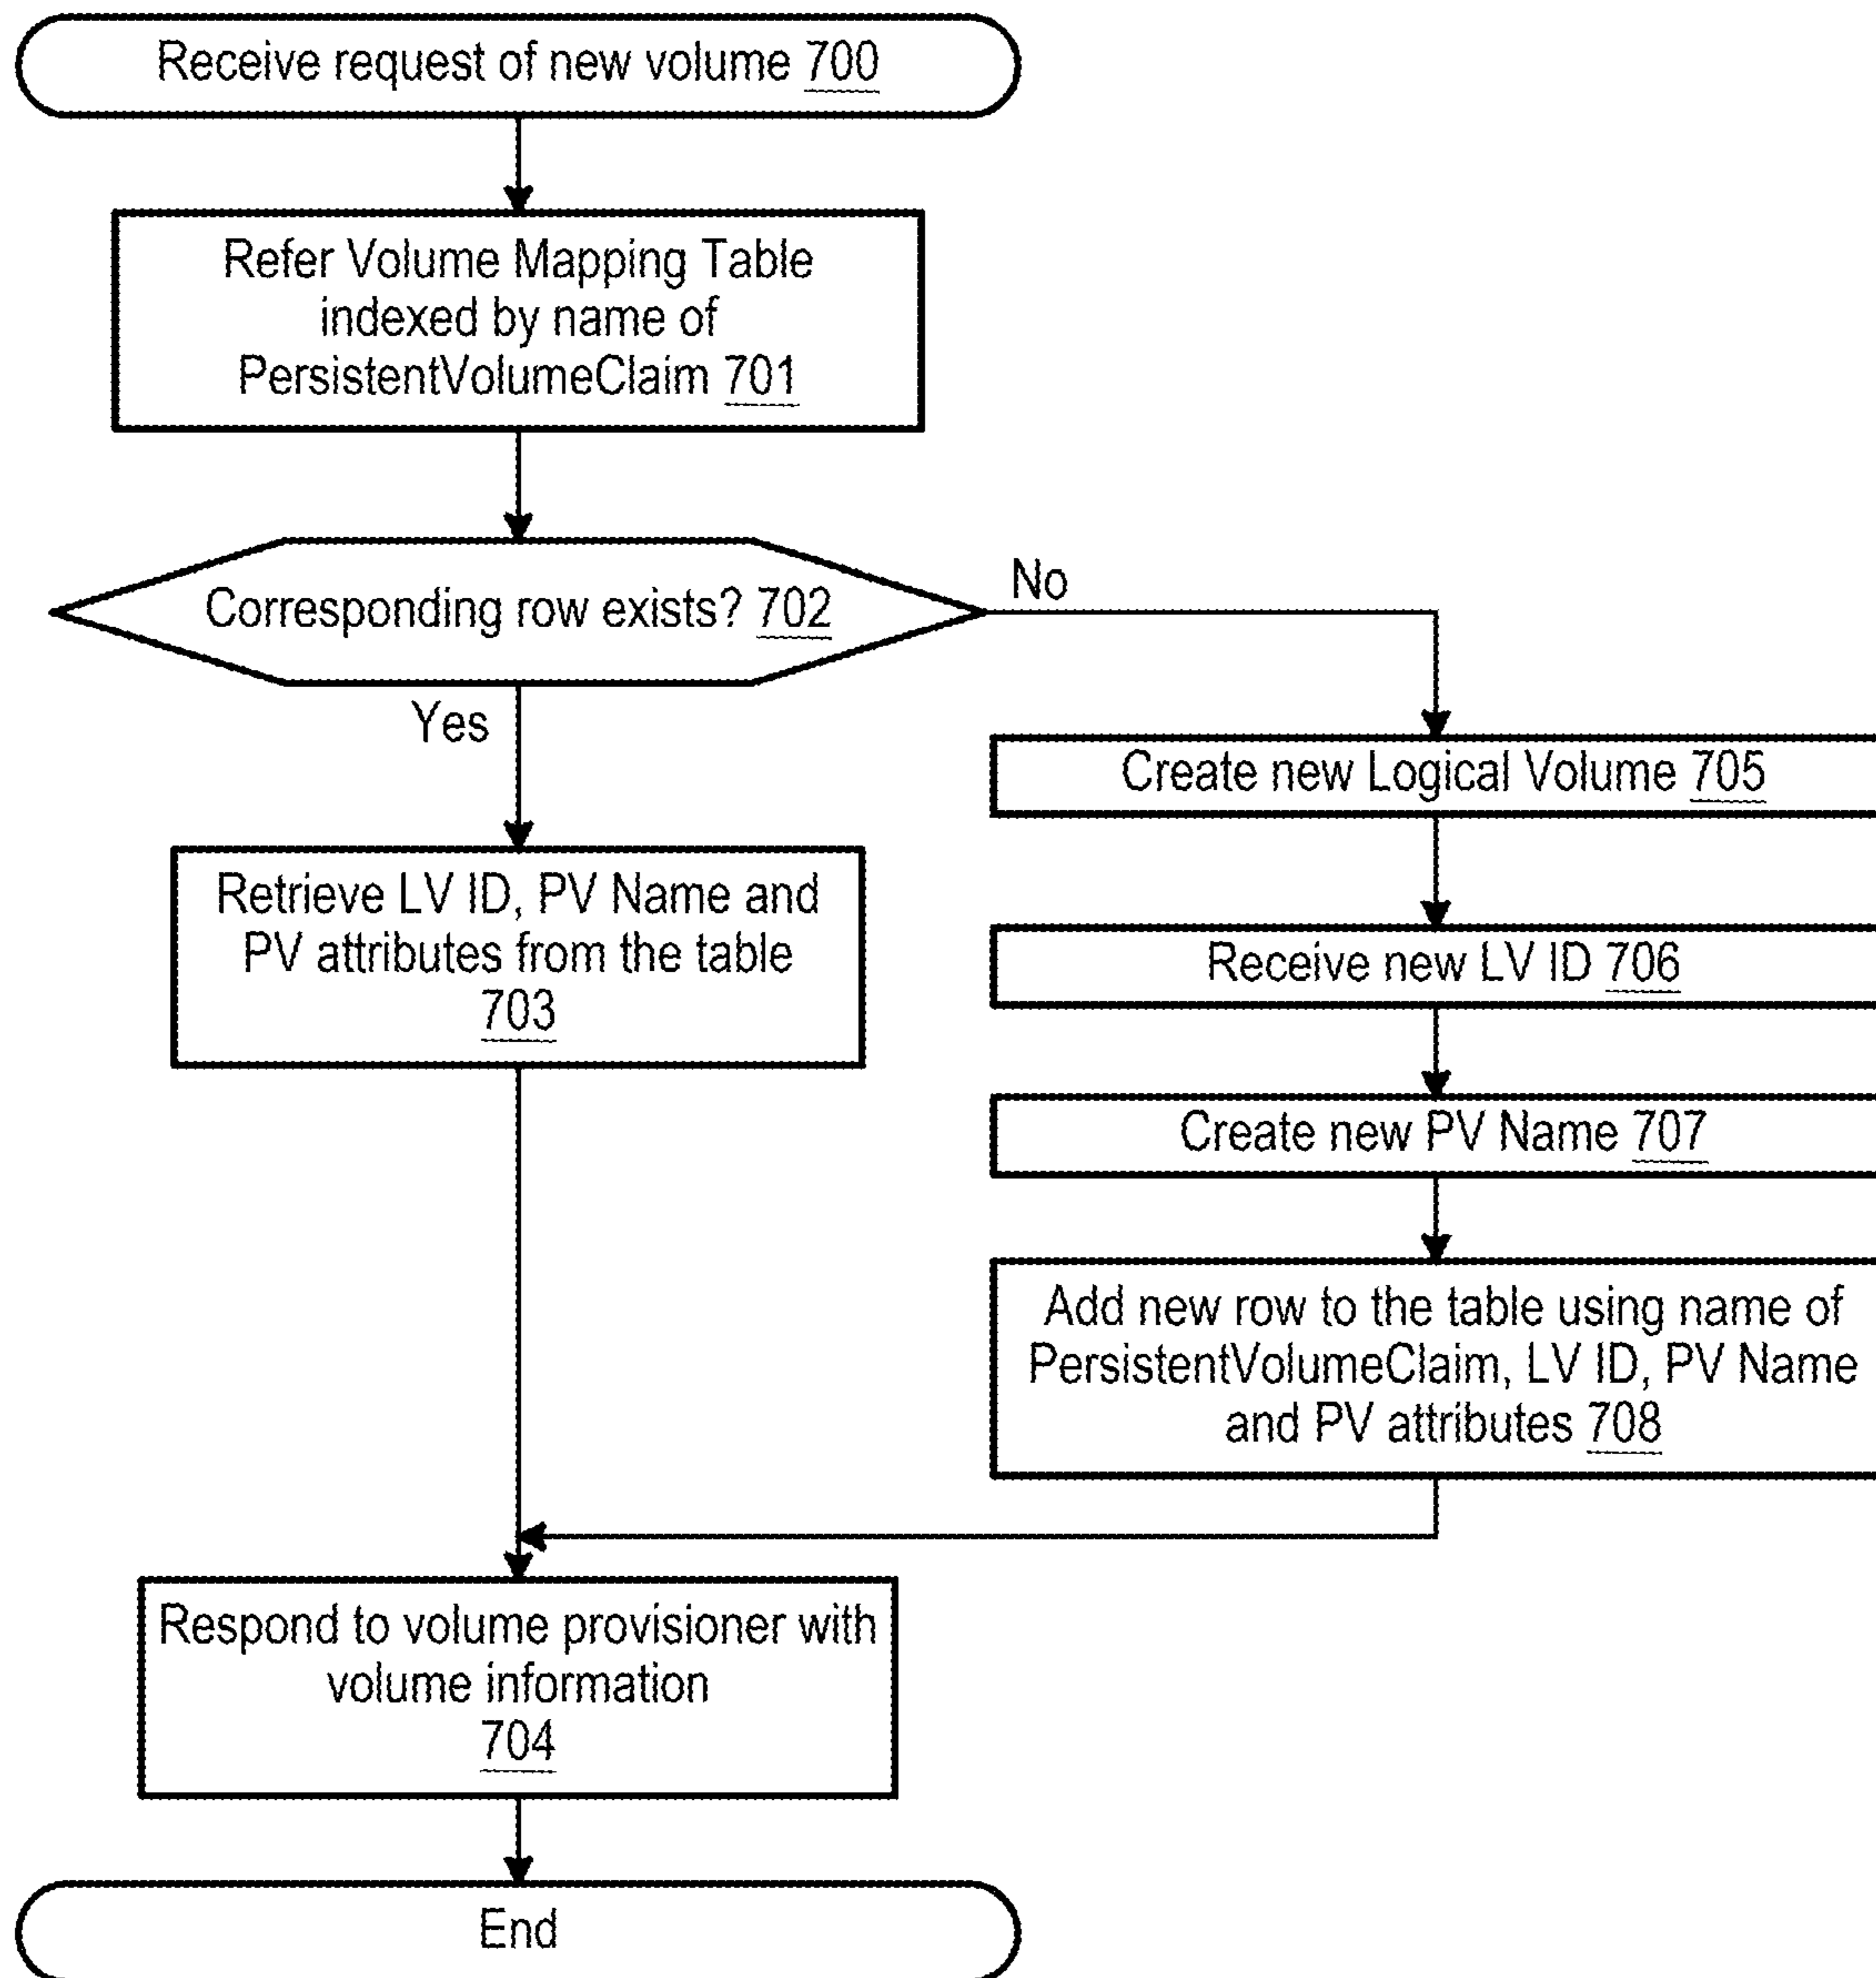 Receive request of new volume 700
Refer Volume Mapping Table
indexed by name of
PersistentVolumeClaim 701
Corresponding row exists? 702
No
Yes
Create new Logical Volume 705
Retrieve LV ID, PV Name and
PV attributes from the table
703
Receive new LV ID 706
Create new PV Name 707
Add new row to the table using name of
PersistentVolumeClaim, LV ID, PV Name
and PV attributes 708
Respond to volume provisioner with
volume information
704
End